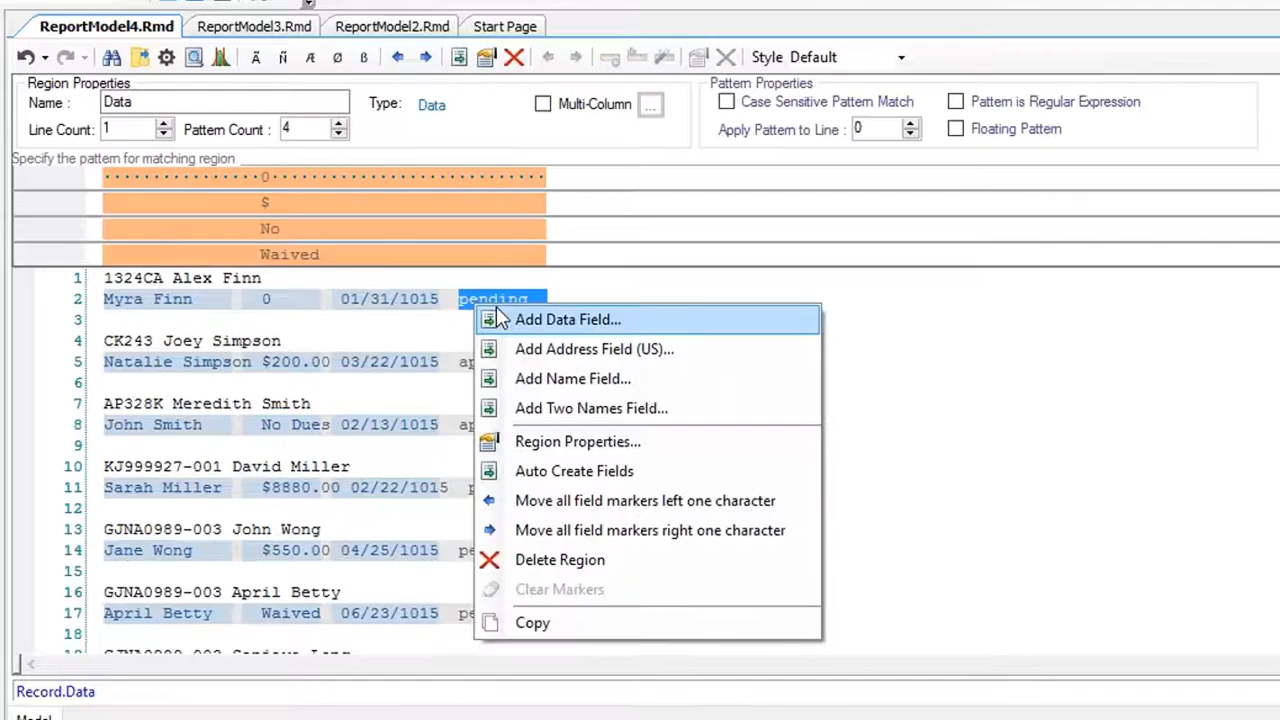 ReportModel4.Rmd ReportModel3.Rmd ReportModel2.Rmd Start Page
Ä Ñ Æ Ø ß Style Default
Region Properties Pattern Properties
Name : Data Type: Data Multi-Column ... Case Sensitive Pattern Match Pattern is Regular Expression
Line Count: 1 Pattern Count: 4 Apply Pattern to Line : 0 Floating Pattern
Specify the pattern for matching region
0
$
No
Waived
1 1324CA Alex Finn
2 Myra Finn 0 01/31/1015 pending
3
4 CK243 Joey Simpson
5 Natalie Simpson $200.00 03/22/1015
6
7 AP328K Meredith Smith
8 John Smith No Dues 02/13/1015
9
10 KJ999927-001 David Miller
11 Sarah Miller $8880.00 02/22/1015
12
13 GJNA0989-003 John Wong
14 Jane Wong $550.00 04/25/1015
15
16 GJNA0989-003 April Betty
17 April Betty Waived 06/23/1015
18
Add Data Field...
Add Address Field (US)...
Add Name Field...
Add Two Names Field...
Region Properties...
Auto Create Fields
Move all field markers left one character
Move all field markers right one character
Delete Region
Clear Markers
Copy
Record.Data
Model